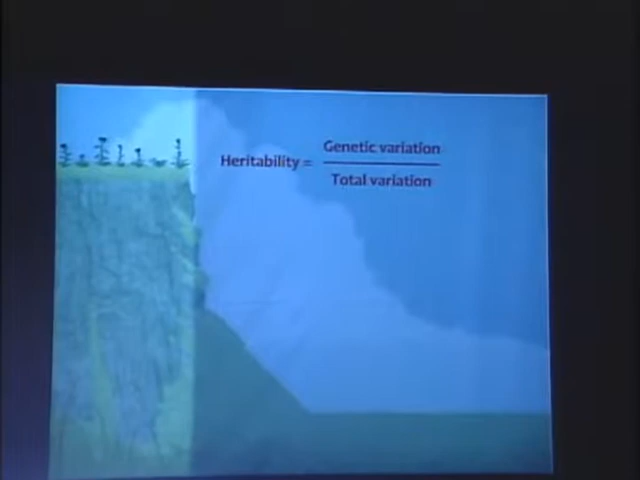 Heritability = Genetic variation
Total variation